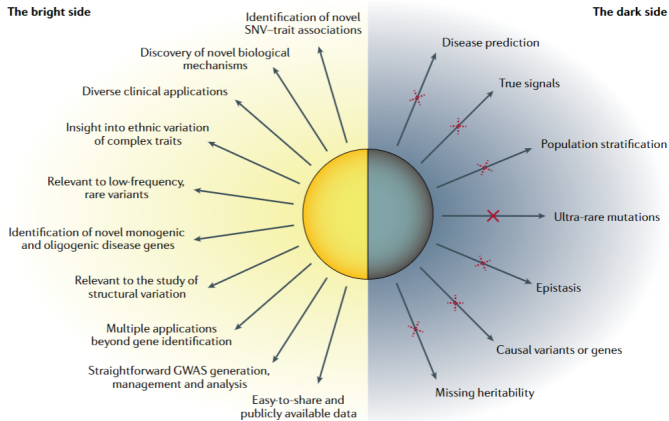 The bright side
The dark side
Identification of novel
SNV–trait associations
Discovery of novel biological
mechanisms
Diverse clinical applications
Insight into ethnic variation
of complex traits
Relevant to low-frequency,
rare variants
Identification of novel monogenic
and oligogenic disease genes
Relevant to the study of
structural variation
Multiple applications
beyond gene identification
Straightforward GWAS generation,
management and analysis
Easy-to-share and
publicly available data
Disease prediction
True signals
Population stratification
Ultra-rare mutations
Epistasis
Causal variants or genes
Missing heritability